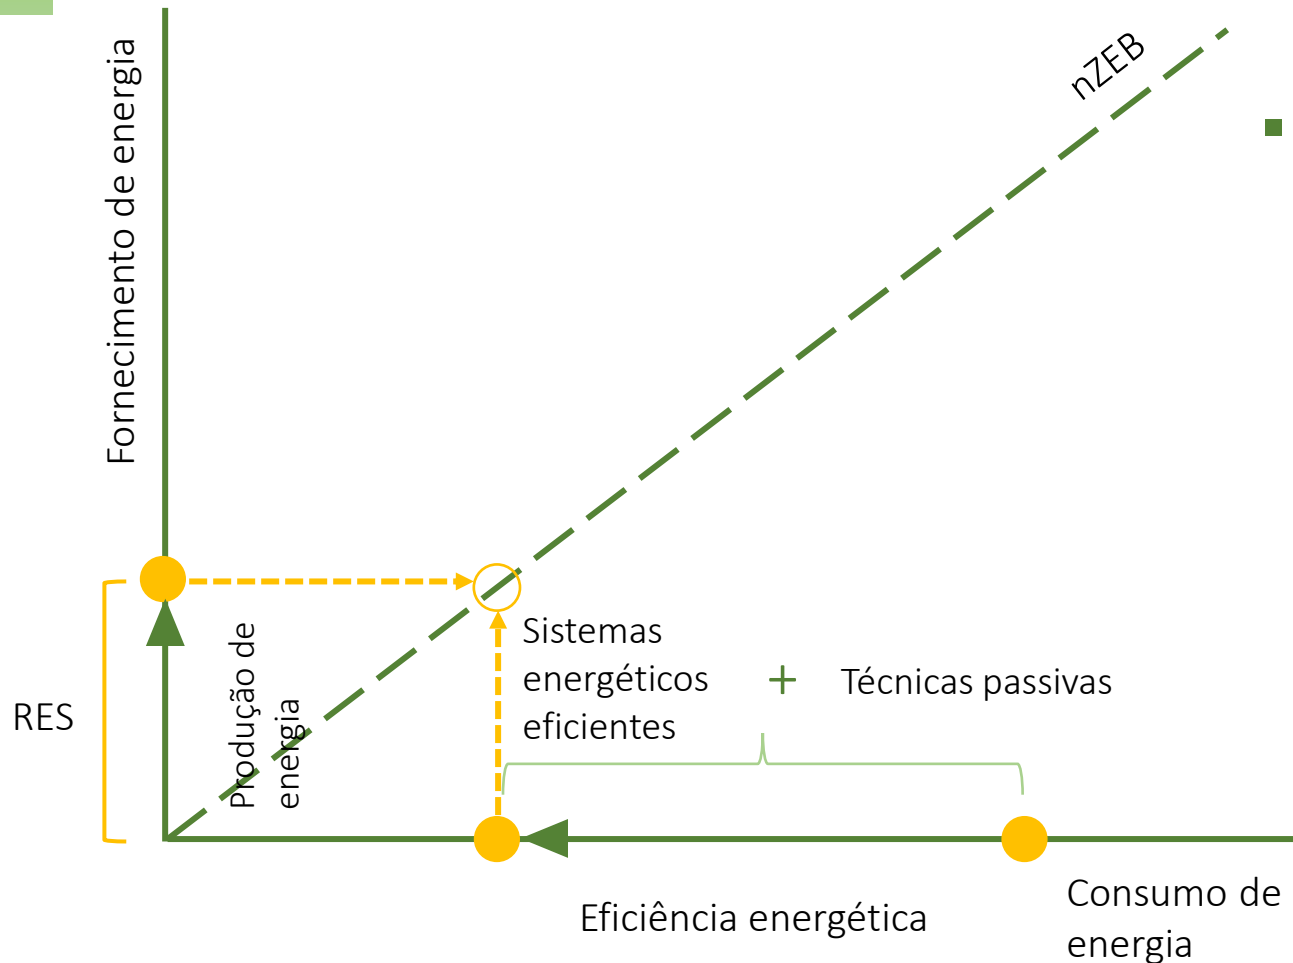 Fornecimento de energia
nZEB
Produção de
energia
Sistemas
energéticos
eficientes
+
Técnicas passivas
RES
Eficiência energética
Consumo de
energia